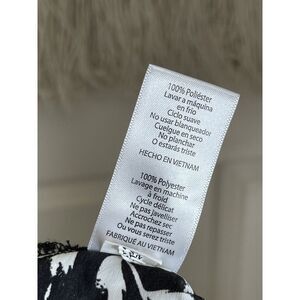 100% Poliéster
Lavar a máquina
en frio
Ciclo suave
No usar blanqueador
Cuelgue en seco
No planchar
O estarás triste
HECHO EN VIETNAM
100% Polyester
Lavage en machine
à froid
Cycle délicat
Ne pas Javelliser
Accrochez sec
Ne pas repasser
Ou vous serez triste
FABRIQUÉ AU VIETNAM